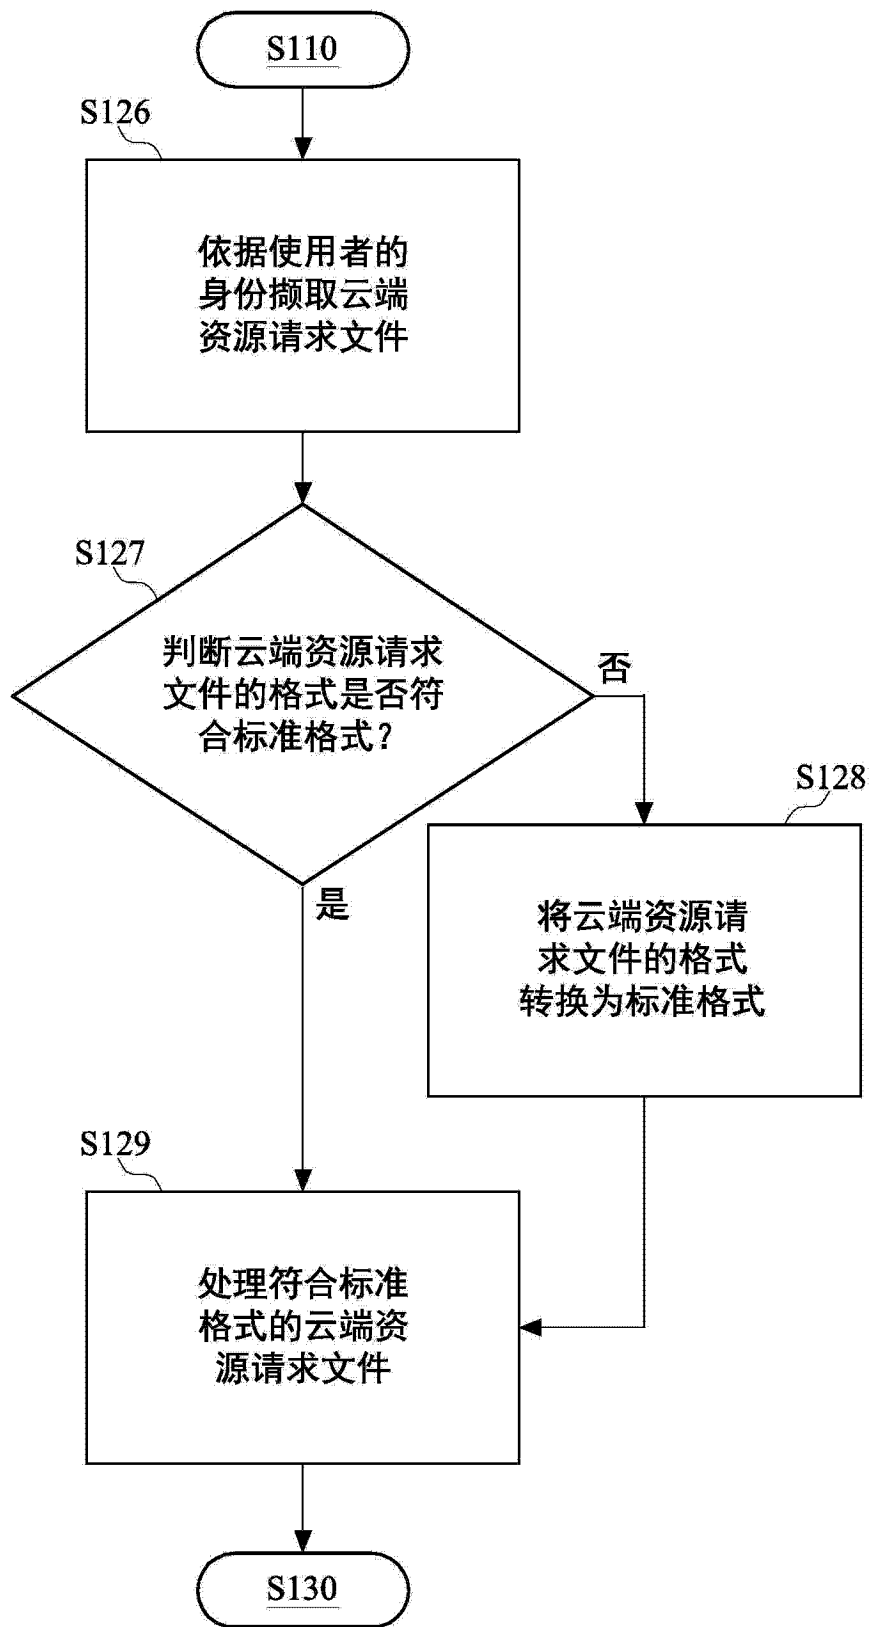 S110
S126
依据使用者的
身份撷取云端
资源请求文件
S127
判断云端资源请求
文件的格式是否符
合标准格式？
否
是
S128
将云端资源请
求文件的格式
转换为标准格式
S129
处理符合标准
格式的云端资
源请求文件
S130